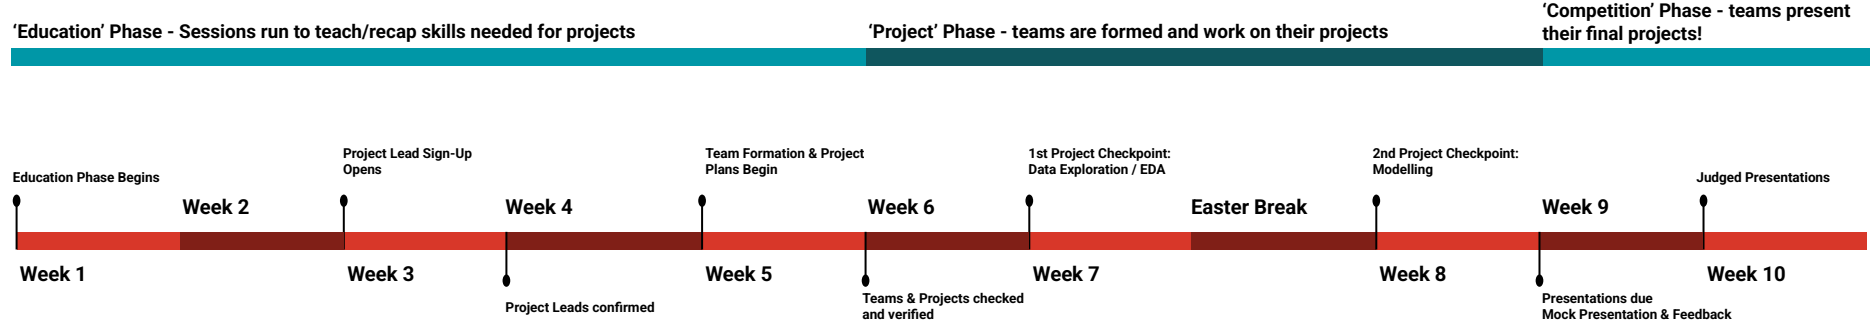 ‘Education’ Phase - Sessions run to teach/recap skills needed for projects
‘Project’ Phase - teams are formed and work on their projects
‘Competition’ Phase - teams present
their final projects!
Education Phase Begins
Project Lead Sign-Up
Opens
Team Formation & Project
Plans Begin
1st Project Checkpoint:
Data Exploration / EDA
2nd Project Checkpoint:
Modelling
Judged Presentations
Week 2
Week 4
Week 6
Easter Break
Week 9
Week 1
Week 3
Week 5
Week 7
Week 8
Week 10
Project Leads confirmed
Teams & Projects checked
and verified
Presentations due
Mock Presentation & Feedback